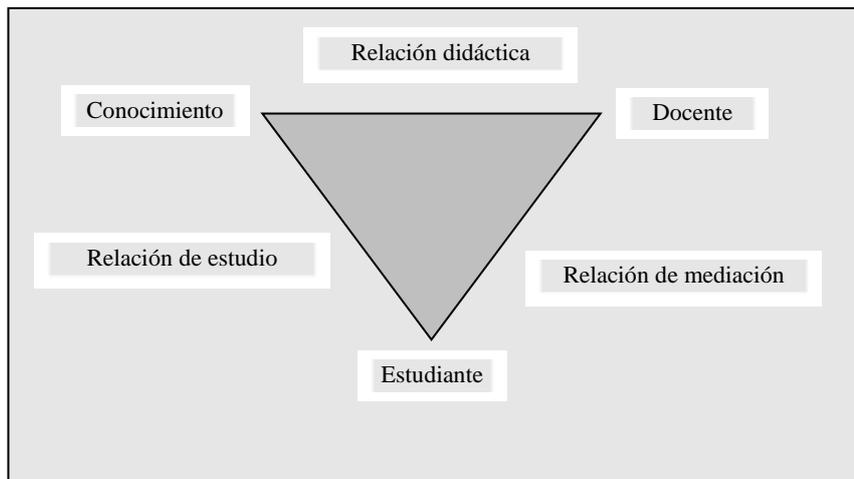 Relación didáctica
Conocimiento
Docente
Relación de estudio
Relación de mediación
Estudiante